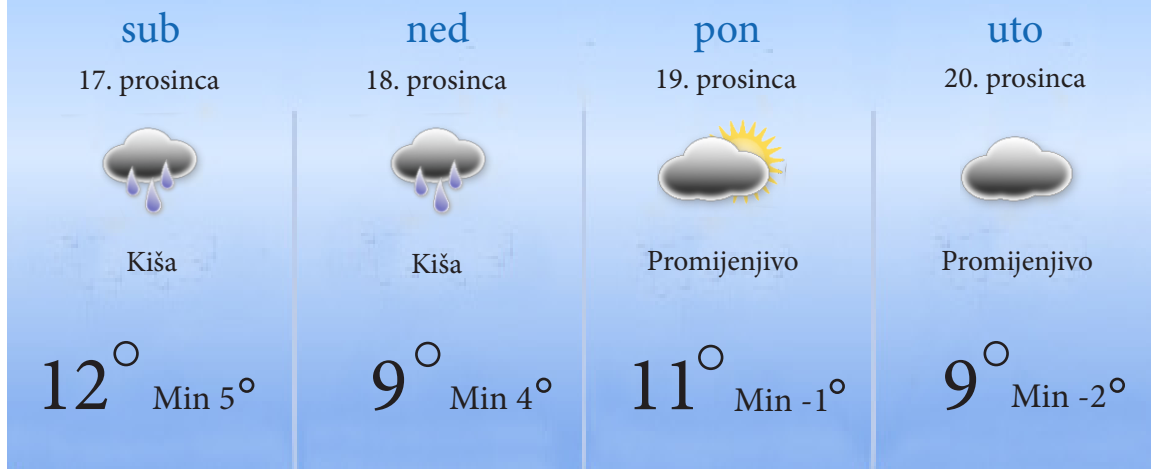 sub
17. prosinca
Kiša
12° Min 5°
ned
18. prosinca
Kiša
9° Min 4°
pon
19. prosinca
Promijenjivo
11° Min -1°
uto
20. prosinca
Promijenjivo
9° Min -2°